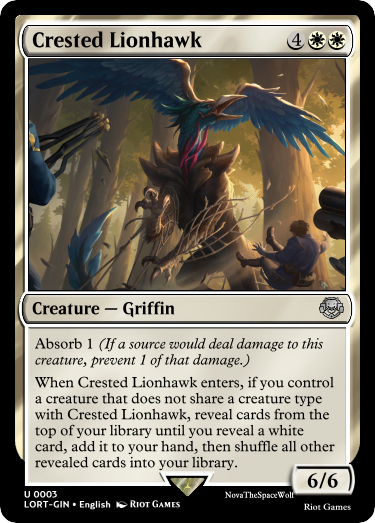 Crested Lionhawk 4
Creature — Griffin
Absorb 1 (If a source would deal damage to this
creature, prevent 1 of that damage.)
When Crested Lionhawk enters, if you control
a creature that does not share a creature type
with Crested Lionhawk, reveal cards from the
top of your library until you reveal a white
card, add it to your hand, then shuffle all other
revealed cards into your library.
6/6
U 0003
LORT-GIN • English Riot Games
NovaTheSpaceWolf
Riot Games